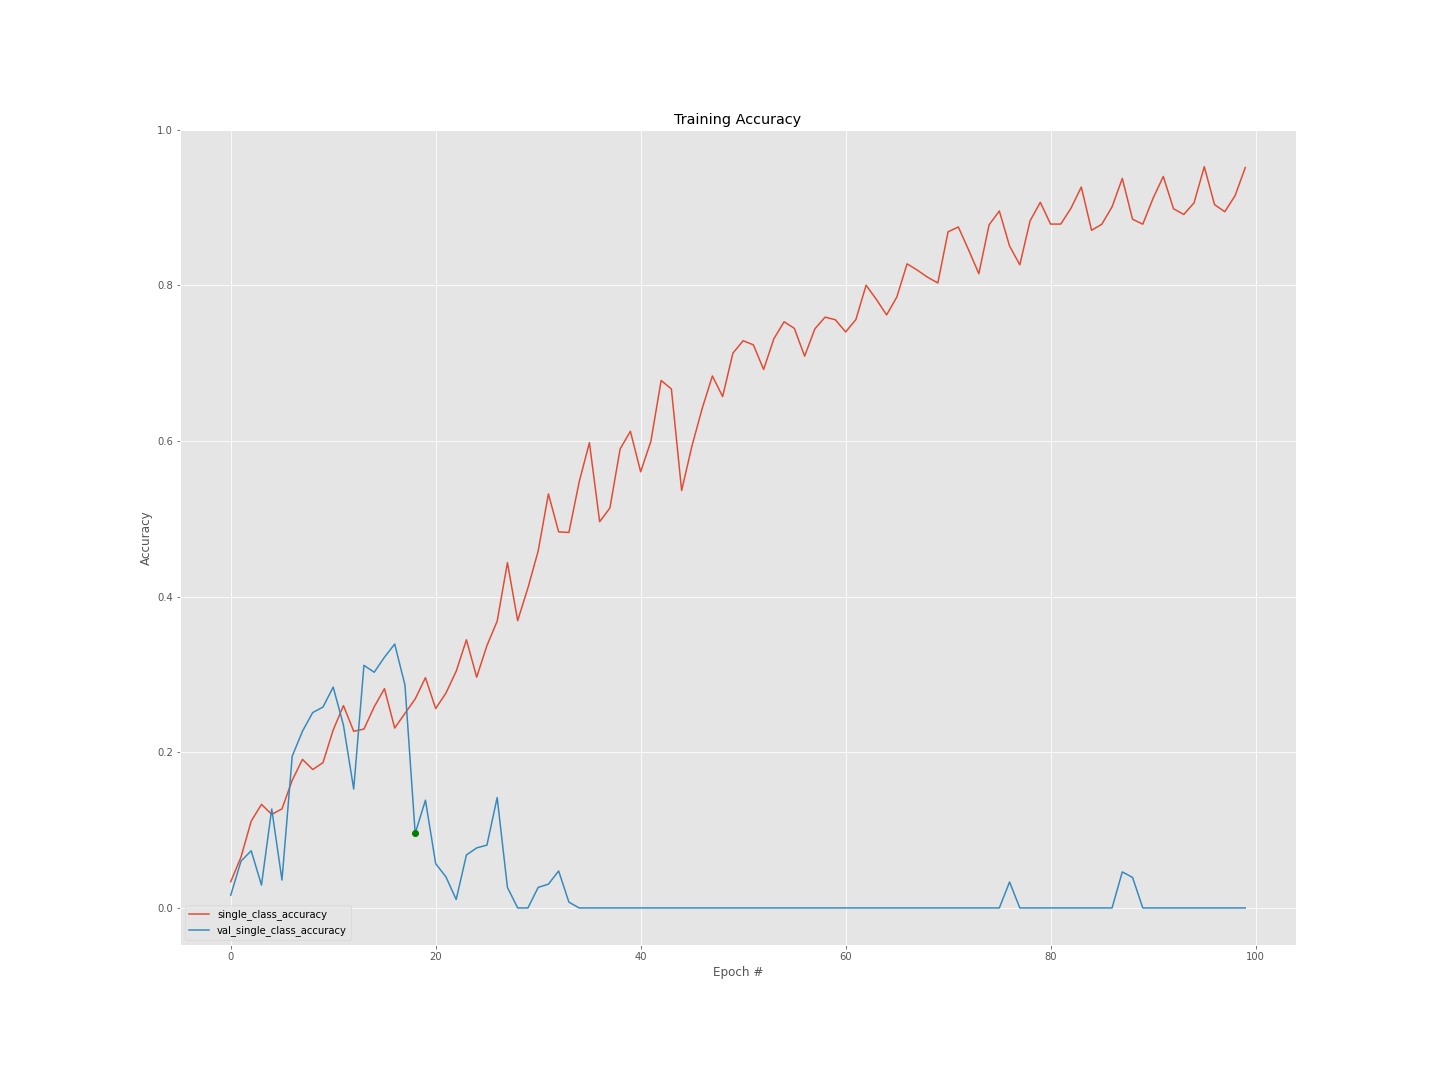 Training Accuracy
1.0
0.8
0.6
0.4
0.2
0.0
Accuracy
single_class_accuracy
val_single_class_accuracy
0 20 40 60 80 100
Epoch #